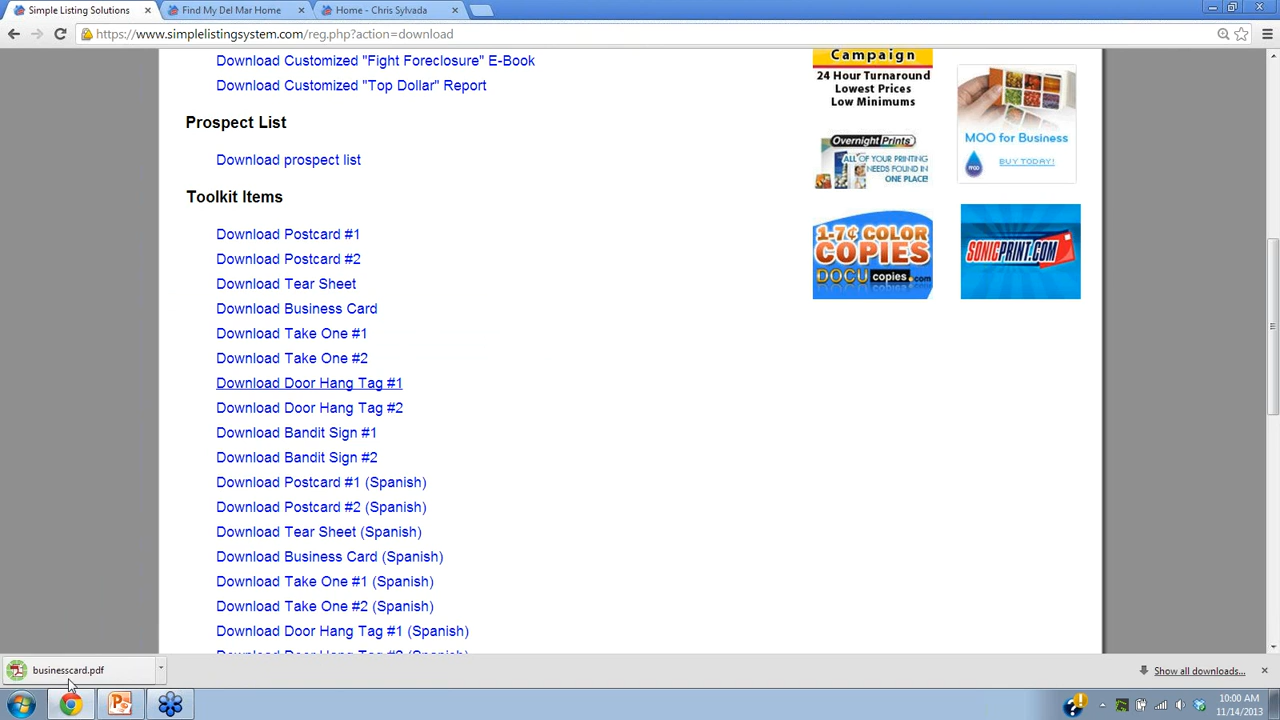 Simple Listing Solutions
Find My Del Mar Home
Home - Chris Sylvada
https://www.simplelistingsystem.com/reg.php?action=download
Download Customized "Fight Foreclosure" E-Book
Download Customized "Top Dollar" Report
Prospect List
Download prospect list
Toolkit Items
Download Postcard #1
Download Postcard #2
Download Tear Sheet
Download Business Card
Download Take One #1
Download Take One #2
Download Door Hang Tag #1
Download Door Hang Tag #2
Download Bandit Sign #1
Download Bandit Sign #2
Download Postcard #1 (Spanish)
Download Postcard #2 (Spanish)
Download Tear Sheet (Spanish)
Download Business Card (Spanish)
Download Take One #1 (Spanish)
Download Take One #2 (Spanish)
Download Door Hang Tag #1 (Spanish)
Download Door Hang Tag #2 (Spanish)
Campaign
24 Hour Turnaround
Lowest Prices
Low Minimums
OvernightPrints
ALL OF YOUR PRINTING
NEEDS FOUND IN
ONE PLACE!
MOO for Business
BUY TODAY!
1-7¢ COLOR
COPIES
DOCU copies.com
SONICPRINT.COM
businesscard.pdf
Show all downloads...
10:00 AM
11/14/2013